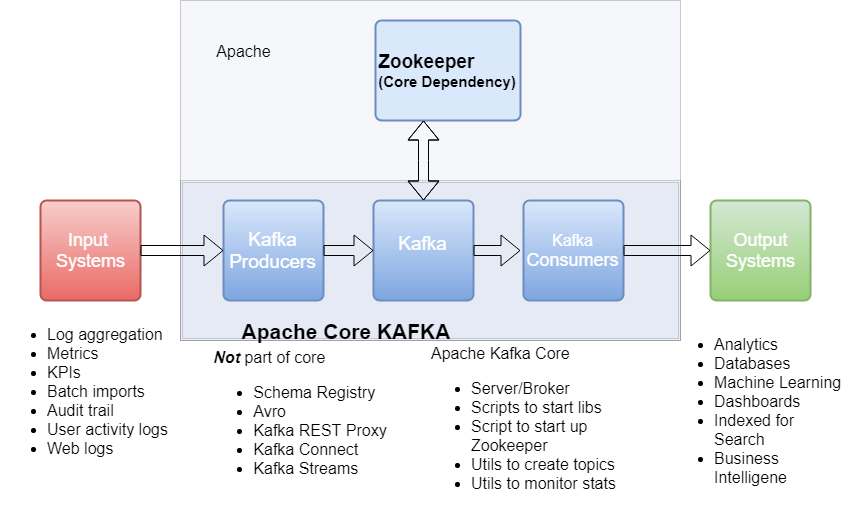 Apache
Zookeeper
(Core Dependency)
Input
Systems
Kafka
Producers
Kafka
Kafka
Consumers
Output
Systems
Apache Core KAFKA
• Log aggregation
• Metrics
• KPIs
• Batch imports
• Audit trail
• User activity logs
• Web logs
Not part of core
• Schema Registry
• Avro
• Kafka REST Proxy
• Kafka Connect
• Kafka Streams
Apache Kafka Core
• Server/Broker
• Scripts to start libs
• Script to start up
Zookeeper
• Utils to create topics
• Utils to monitor stats
• Analytics
• Databases
• Machine Learning
• Dashboards
• Indexed for
Search
• Business
Intelligene